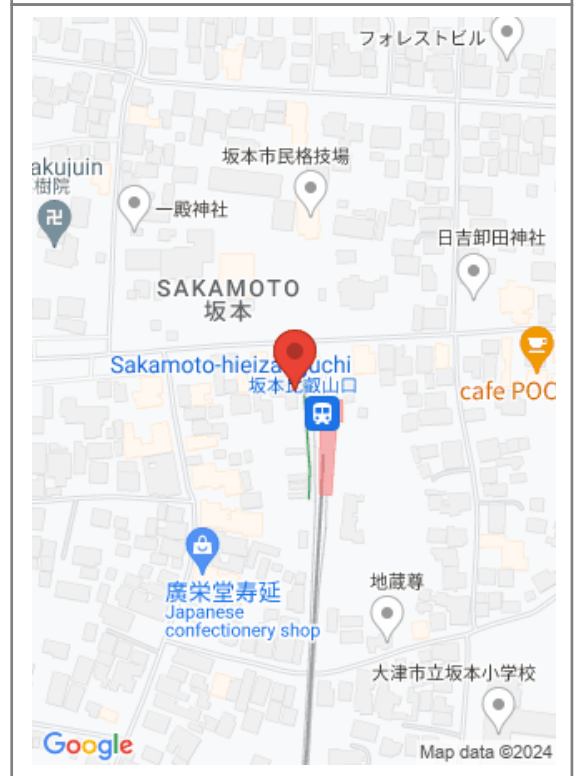 フォレストビル
坂本市民格技場
akujuin
樹院
一殿神社
日吉卸田神社
SAKAMOTO
坂本
Sakamoto-hieiza
uchi
坂本比叡山口
cafe POC
廣栄堂寿延
Japanese
confectionery shop
地蔵尊
大津市立坂本小学校
Google
Map data ©2024